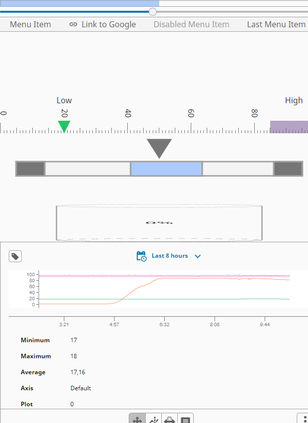 Menu Item Link to Google Disabled Menu Item Last Menu Item
Low High
0 20 40 60 80
0%
Last 8 hours
100
80
60
40
20
0
3:21 4:57 6:32 8:08 9:44
Minimum 17
Maximum 18
Average 17,16
Axis Default
Plot 0